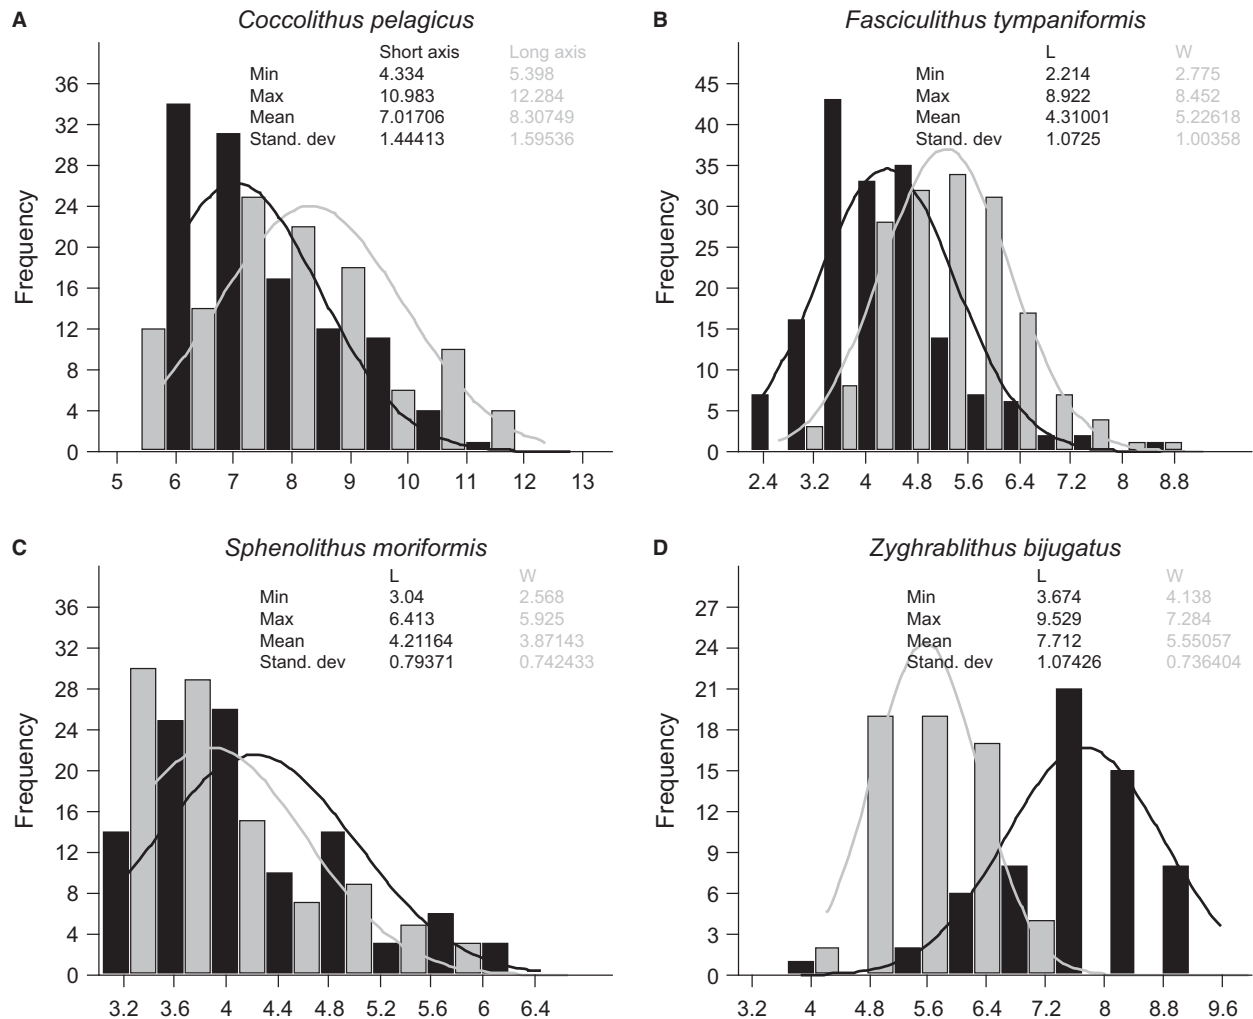 A
Coccolithus pelagicus
Short axis Long axis
Min 4.334 5.398
Max 10.983 12.284
Mean 7.01706 8.30749
Stand. dev 1.44413 1.59536
Frequency
36
32
28
24
20
16
12
8
4
0
5 6 7 8 9 10 11 12 13
B
Fasciculithus tympaniformis
L W
Min 2.214 2.775
Max 8.922 8.452
Mean 4.31001 5.22618
Stand. dev 1.0725 1.00358
Frequency
45
40
35
30
25
20
15
10
5
0
2.4 3.2 4 4.8 5.6 6.4 7.2 8 8.8
C
Sphenolithus moriformis
L W
Min 3.04 2.568
Max 6.413 5.925
Mean 4.21164 3.87143
Stand. dev 0.79371 0.742433
Frequency
36
32
28
24
20
16
12
8
4
0
3.2 3.6 4 4.4 4.8 5.2 5.6 6 6.4
D
Zyghrablithus bijugatus
L W
Min 3.674 4.138
Max 9.529 7.284
Mean 7.712 5.55057
Stand. dev 1.07426 0.736404
Frequency
27
24
21
18
15
12
9
6
3
0
3.2 4 4.8 5.6 6.4 7.2 8 8.8 9.6